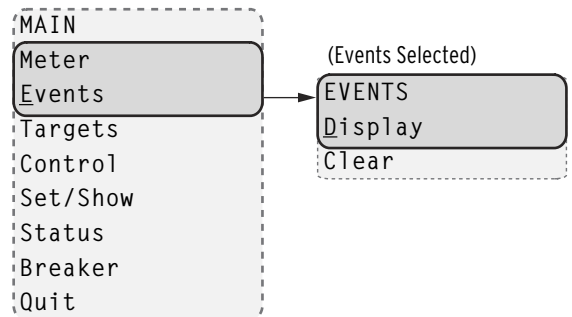 MAIN
Meter
Events
Targets
Control
Set/Show
Status
Breaker
Quit
(Events Selected)
EVENTS
Display
Clear